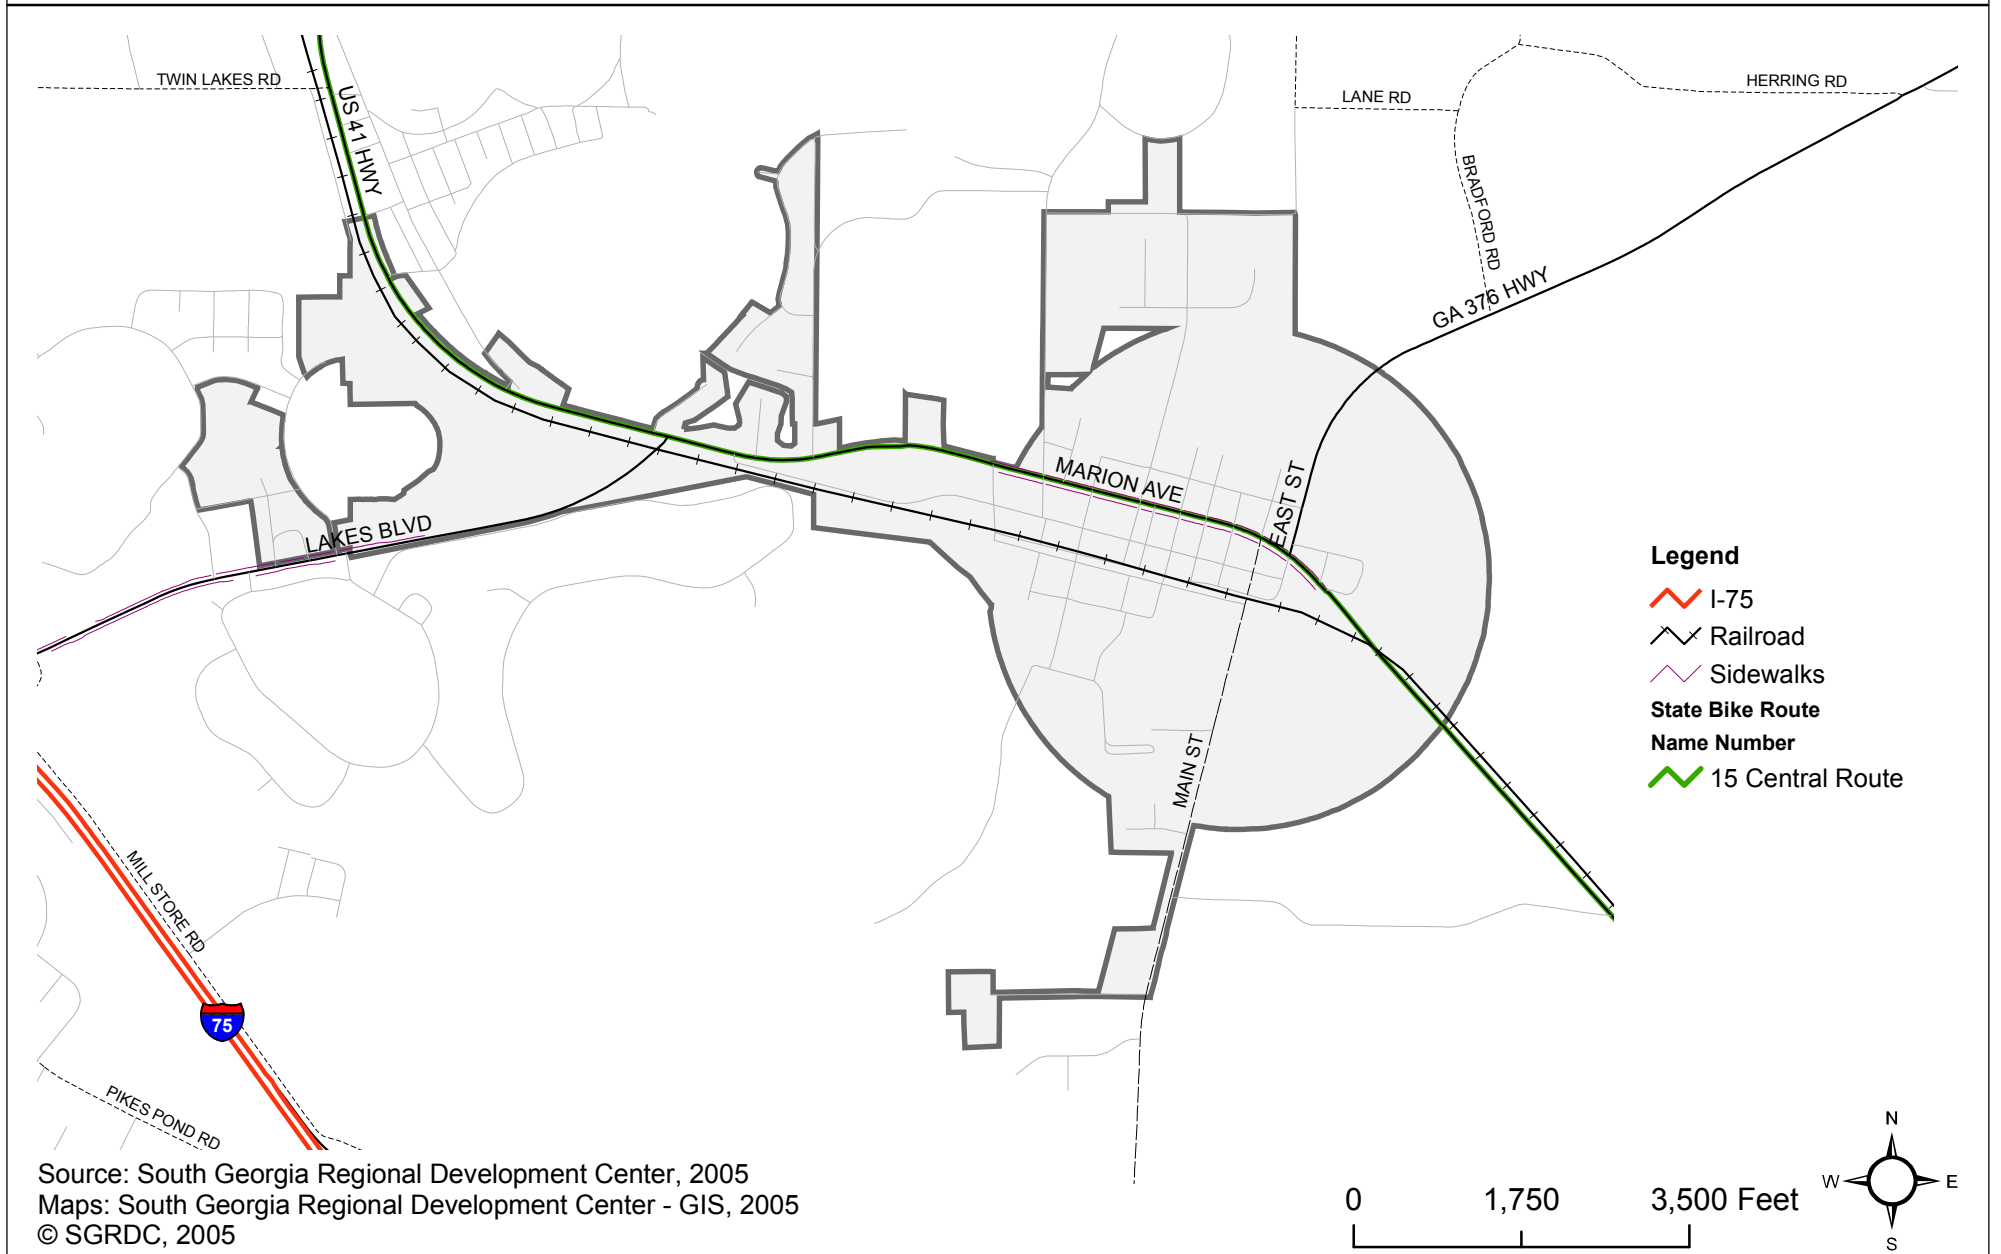 TWIN LAKES RD
US 41 HWY
LANE RD
HERRING RD
BRADFORD RD
GA 376 HWY
MARION AVE
EAST ST
LAKES BLVD
MAIN ST
MILL STORE RD
75
PIKES POND RD
Legend
I-75
Railroad
Sidewalks
State Bike Route
Name Number
15 Central Route
Source: South Georgia Regional Development Center, 2005
Maps: South Georgia Regional Development Center - GIS, 2005
© SGRDC, 2005
0 1,750 3,500 Feet
N
W E
S